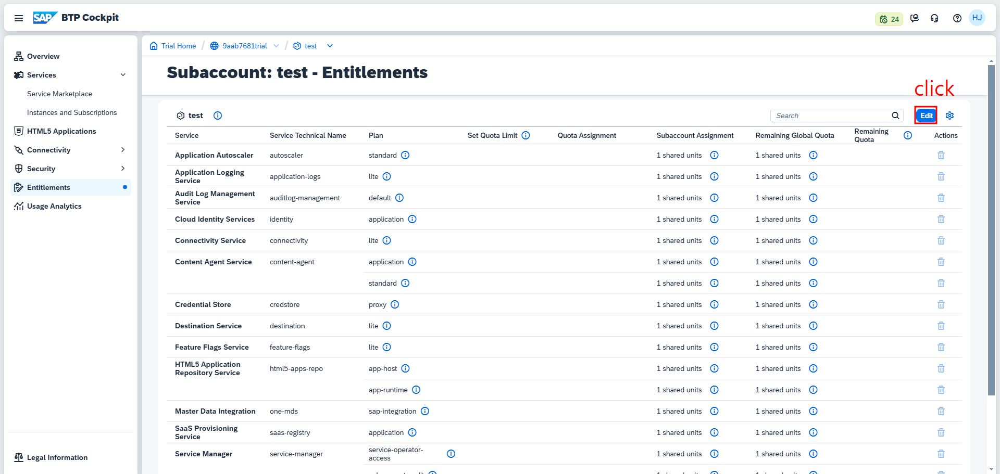 SAP BTP Cockpit
24
HJ
Overview
Services
Service Marketplace
Instances and Subscriptions
HTML5 Applications
Connectivity
Security
Entitlements
Usage Analytics
Legal Information
Trial Home / 9aab7681trial / test
Subaccount: test - Entitlements
click
test
Search
Edit
Service Service Technical Name Plan Set Quota Limit Quota Assignment Subaccount Assignment Remaining Global Quota Remaining Quota Actions
Application Autoscaler autoscaler standard 1 shared units 1 shared units
Application Logging Service application-logs lite 1 shared units 1 shared units
Audit Log Management Service auditlog-management default 1 shared units 1 shared units
Cloud Identity Services identity application 1 shared units 1 shared units
Connectivity Service connectivity lite 1 shared units 1 shared units
Content Agent Service content-agent application 1 shared units 1 shared units
standard 1 shared units 1 shared units
Credential Store credstore proxy 1 shared units 1 shared units
Destination Service destination lite 1 shared units 1 shared units
Feature Flags Service feature-flags lite 1 shared units 1 shared units
HTML5 Application Repository Service html5-apps-repo app-host 1 shared units 1 shared units
app-runtime 1 shared units 1 shared units
Master Data Integration one-mds sap-integration 1 shared units 1 shared units
SaaS Provisioning Service saas-registry application 1 shared units 1 shared units
Service Manager service-manager service-operator-access 1 shared units 1 shared units